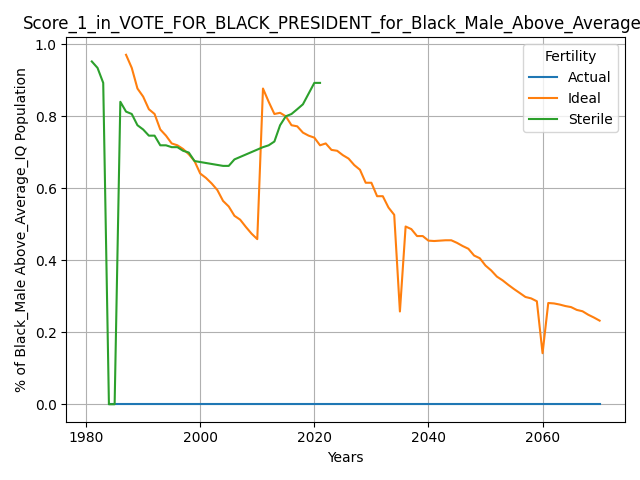 Score_1_in_VOTE_FOR_BLACK_PRESIDENT_for_Black_Male_Above_Average
% of Black_Male Above_Average_IQ Population
1.0
0.8
0.6
0.4
0.2
0.0
Fertility
Actual
Ideal
Sterile
1980
2000
2020
2040
2060
Years